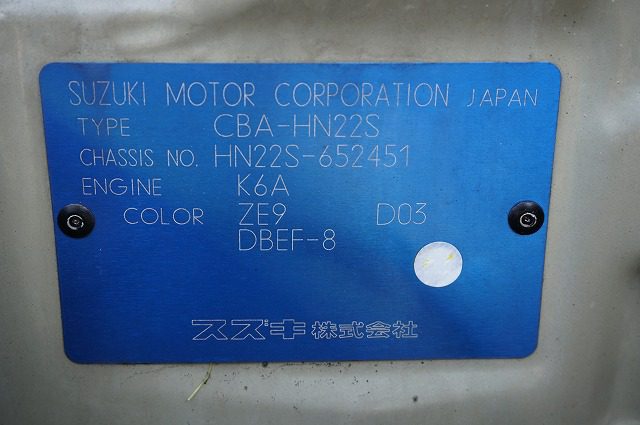 SUZUKI MOTOR CORPORATION JAPAN
TYPE CBA-HN22S
CHASSIS NO. HN22S-652451
ENGINE K6A
COLOR ZE9 D03
DBEF-8
スズキ株式会社